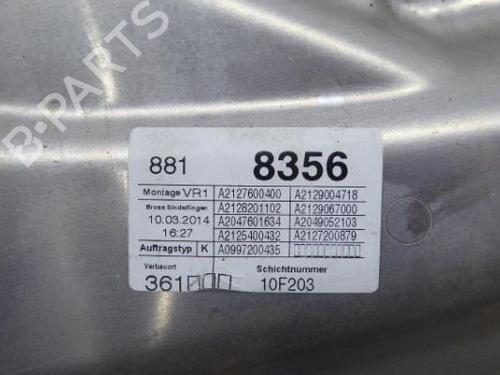 B-PARTS
881 8356
Montage VR1 A2127600400 A2129004718
Brose Sindelfingen A2128201102 A2129067000
10.03.2014 A2047601634 A2049052103
16:27 A2125400432 A2127200879
Auftragstyp K A0997200435
Verbauort Schichtnummer
361 10F203